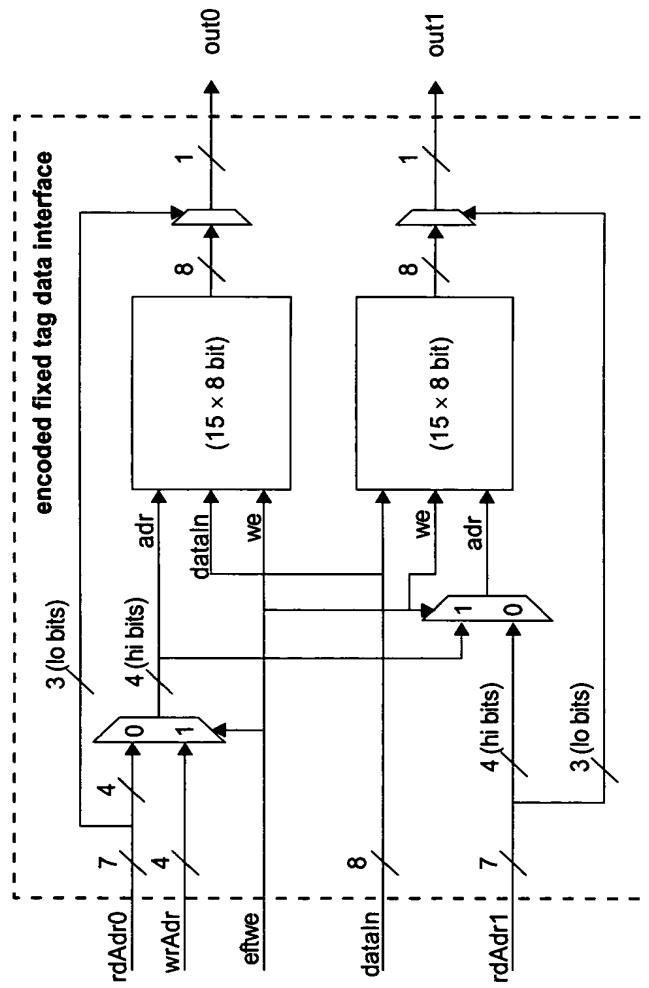 encoded fixed tag data interface
rdAdr0
wrAdr
eftwe
dataIn
rdAdr1
7
4
8
7
4
3 (lo bits)
0
1
4 (hi bits)
4 (hi bits)
3 (lo bits)
1
0
adr
dataIn
we
we
adr
(15 × 8 bit)
(15 × 8 bit)
8
8
1
1
out0
out1